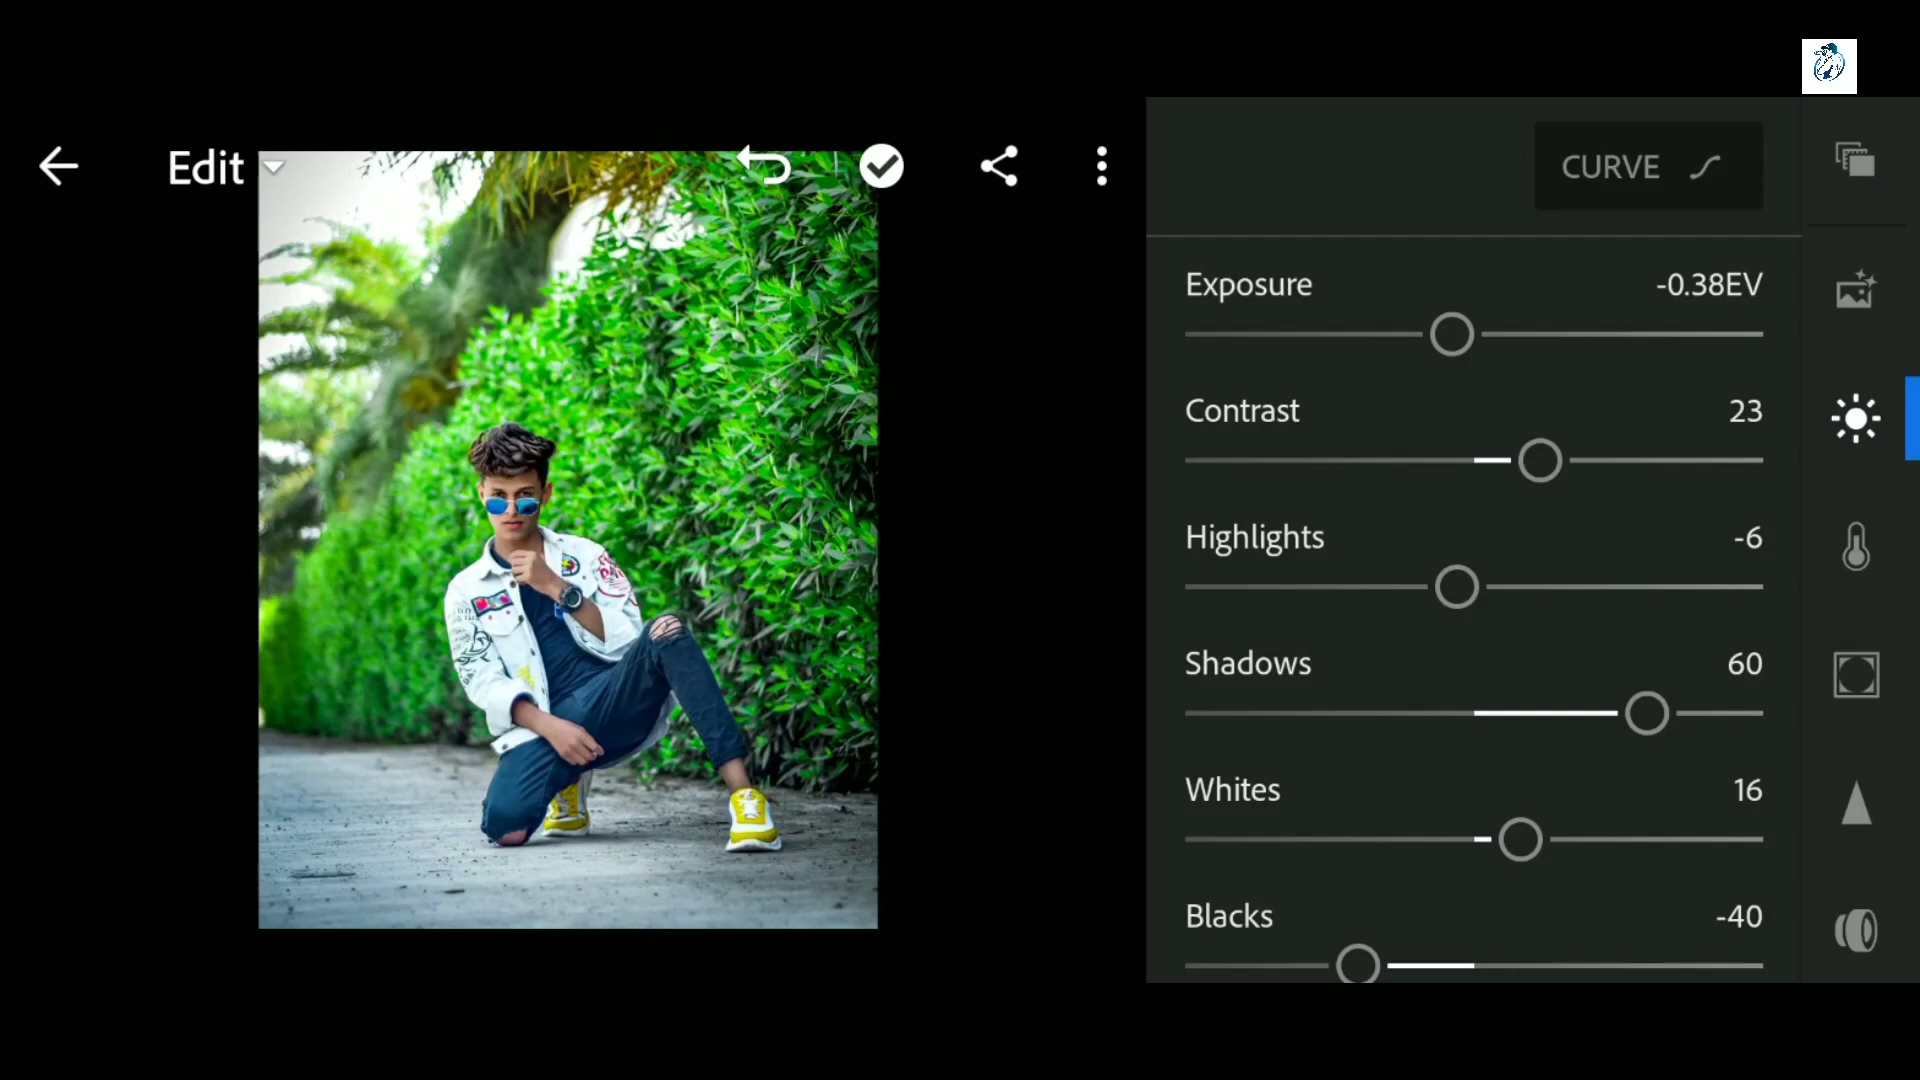 Edit
CURVE
Exposure -0.38EV
Contrast 23
Highlights -6
Shadows 60
Whites 16
Blacks -40